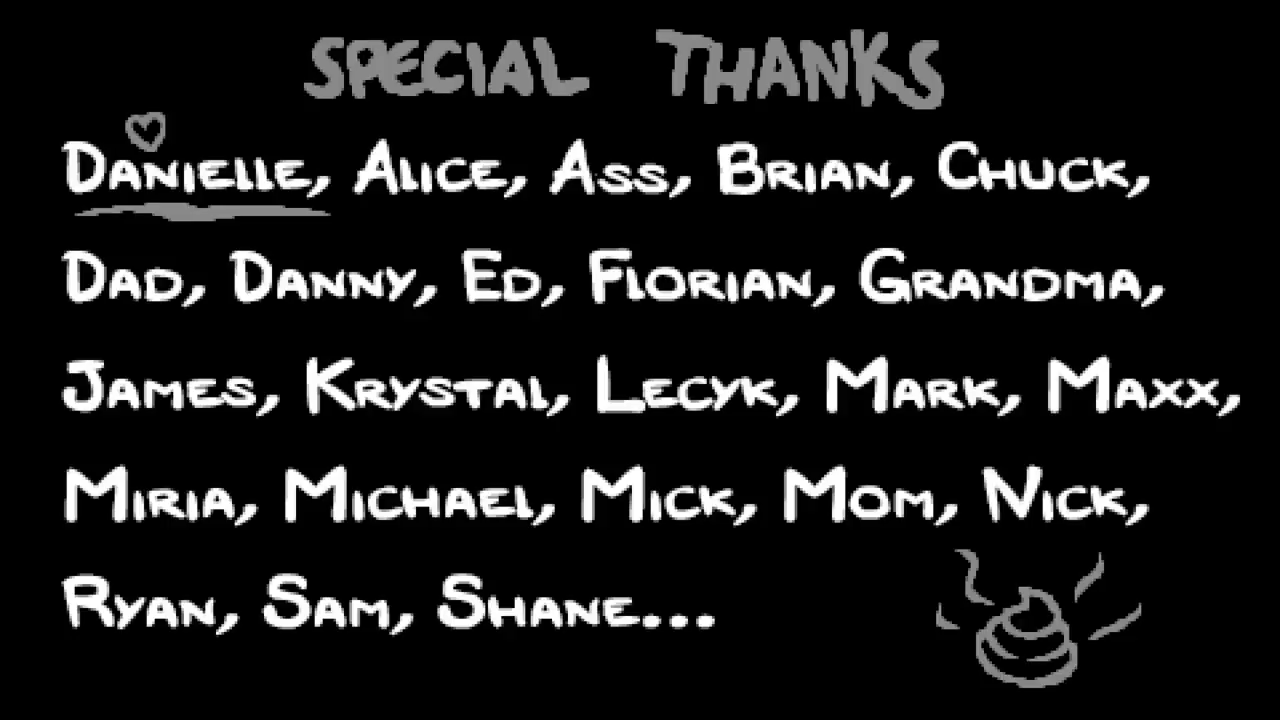 SPECIAL THANKS
DANIELLE, ALICE, ASS, BRIAN, CHUCK,
DAD, DANNY, ED, FLORIAN, GRANDMA,
JAMES, KRYSTAL, LECYK, MARK, MAXX,
MIRIA, MICHAEL, MICK, MOM, NICK,
RYAN, SAM, SHANE...